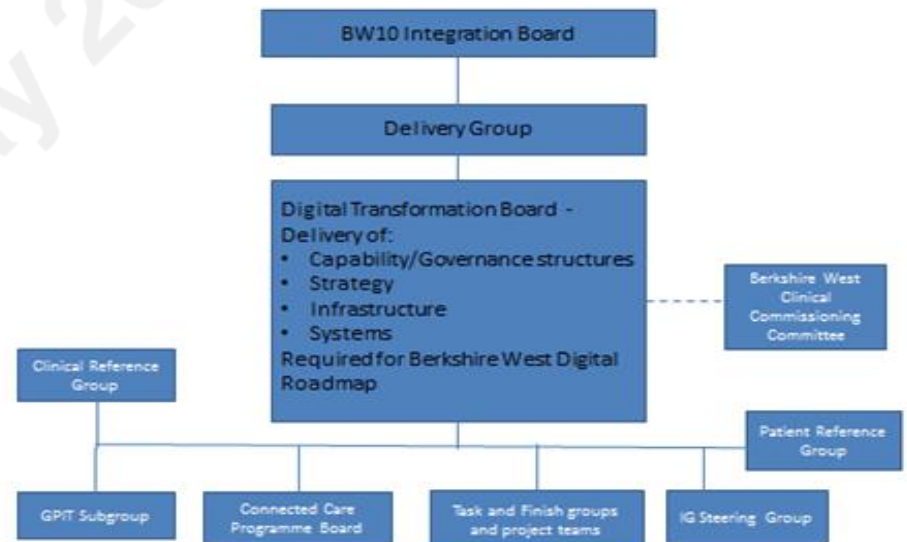 BW10 Integration Board
Delivery Group
Digital Transformation Board -
Delivery of:
• Capability/Governance structures
• Strategy
• Infrastructure
• Systems
Required for Berkshire West Digital
Roadmap
Berkshire West
Clinical
Commissioning
Committee
Clinical Reference
Group
Patient Reference
Group
GPIT Subgroup
Connected Care
Programme Board
Task and Finish groups
and project teams
IG Steering Group